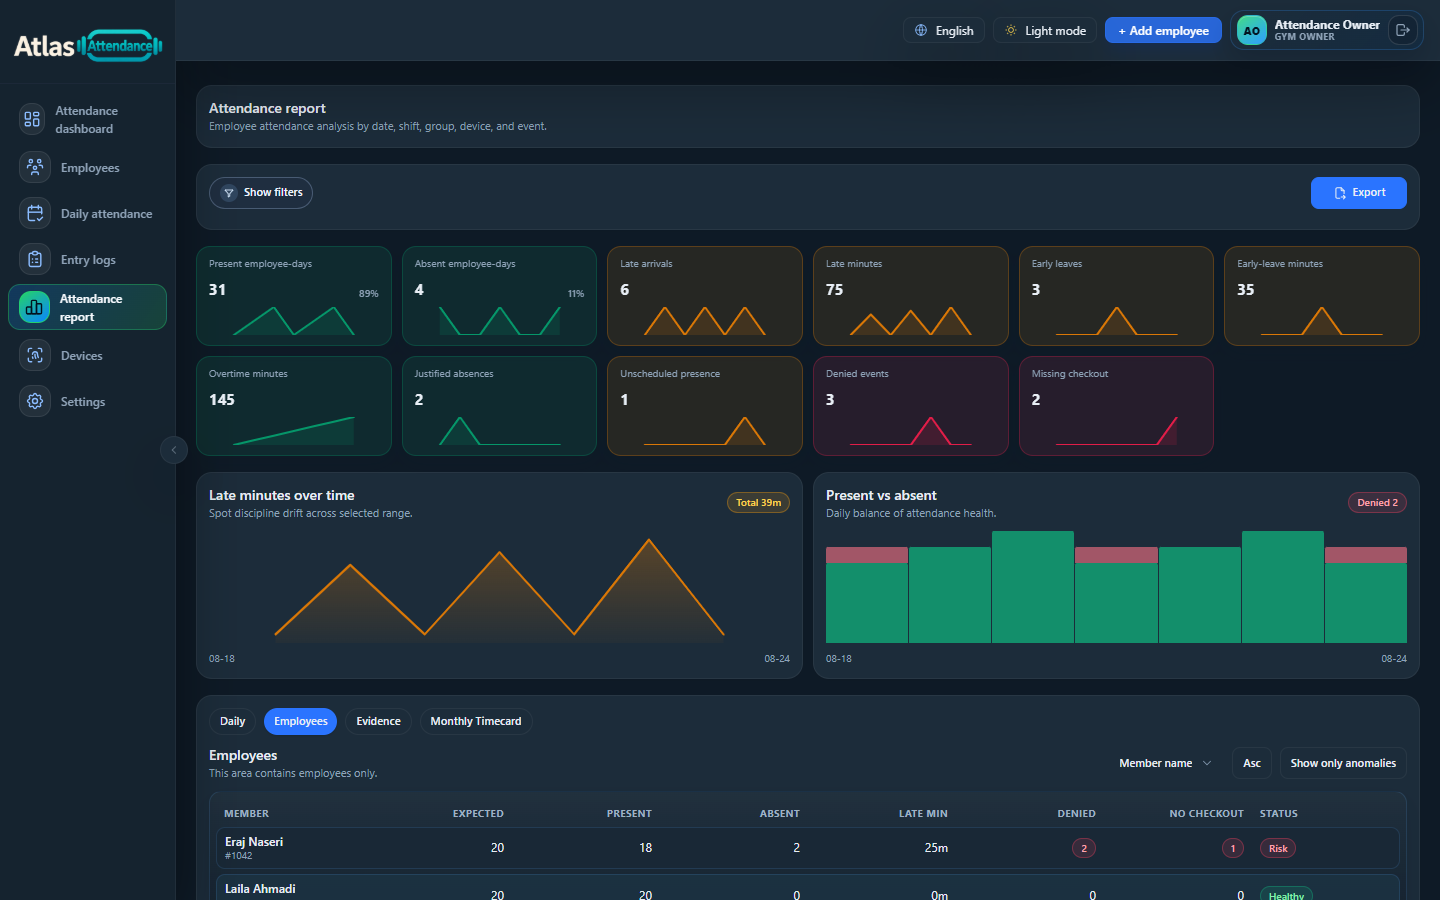 Atlas Attendance
English
Light mode
+ Add employee
AO
Attendance Owner
GYM OWNER
Attendance
dashboard
Employees
Daily attendance
Entry logs
Attendance
report
Devices
Settings
Attendance report
Employee attendance analysis by date, shift, group, device, and event.
Show filters
Export
Present employee-days
31
89%
Absent employee-days
4
11%
Late arrivals
6
Late minutes
75
Early leaves
3
Early-leave minutes
35
Overtime minutes
145
Justified absences
2
Unscheduled presence
1
Denied events
3
Missing checkout
2
Late minutes over time
Spot discipline drift across selected range.
Total 39m
08-18
08-24
Present vs absent
Daily balance of attendance health.
Denied 2
08-18
08-24
Daily
Employees
Evidence
Monthly Timecard
Employees
This area contains employees only.
Member name
Asc
Show only anomalies
MEMBER EXPECTED PRESENT ABSENT LATE MIN DENIED NO CHECKOUT STATUS
Eraj Naseri 20 18 2 25m 2 1 Risk
#1042
Laila Ahmadi 20 20 0 0m 0 0 Healthy